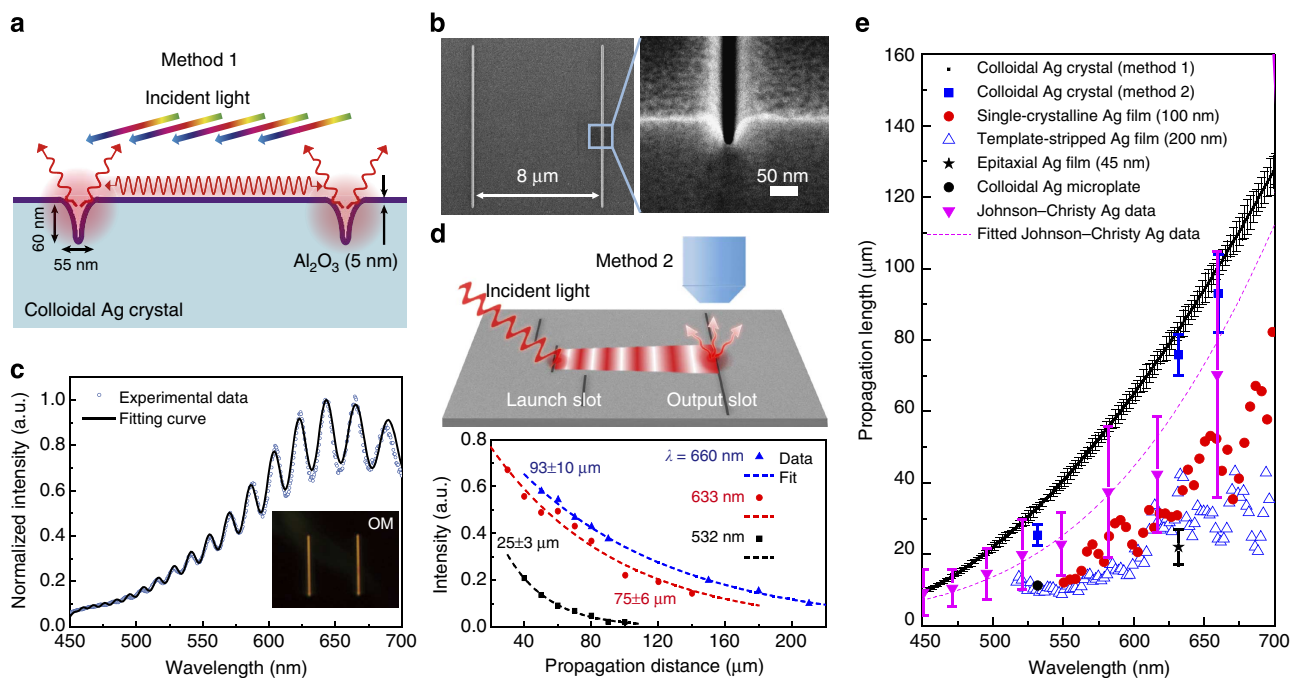 a
Method 1
Incident light
60 nm
55 nm
Al₂O₃ (5 nm)
Colloidal Ag crystal
b
8 μm
50 nm
c
Normalized intensity (a.u.)
1.0
0.8
0.6
0.4
0.2
0.0
Experimental data
Fitting curve
OM
450
500
550
600
650
700
Wavelength (nm)
d
Method 2
Incident light
Launch slot
Output slot
Intensity (a.u.)
0.8
0.6
0.4
0.2
0.0
93±10 μm
λ = 660 nm
Data
Fit
633 nm
532 nm
25±3 μm
75±6 μm
20
60
100
140
180
220
Propagation distance (μm)
e
Propagation length (μm)
160
140
120
100
80
60
40
20
0
Colloidal Ag crystal (method 1)
Colloidal Ag crystal (method 2)
Single-crystalline Ag film (100 nm)
Template-stripped Ag film (200 nm)
Epitaxial Ag film (45 nm)
Colloidal Ag microplate
Johnson–Christy Ag data
Fitted Johnson–Christy Ag data
450
500
550
600
650
700
Wavelength (nm)